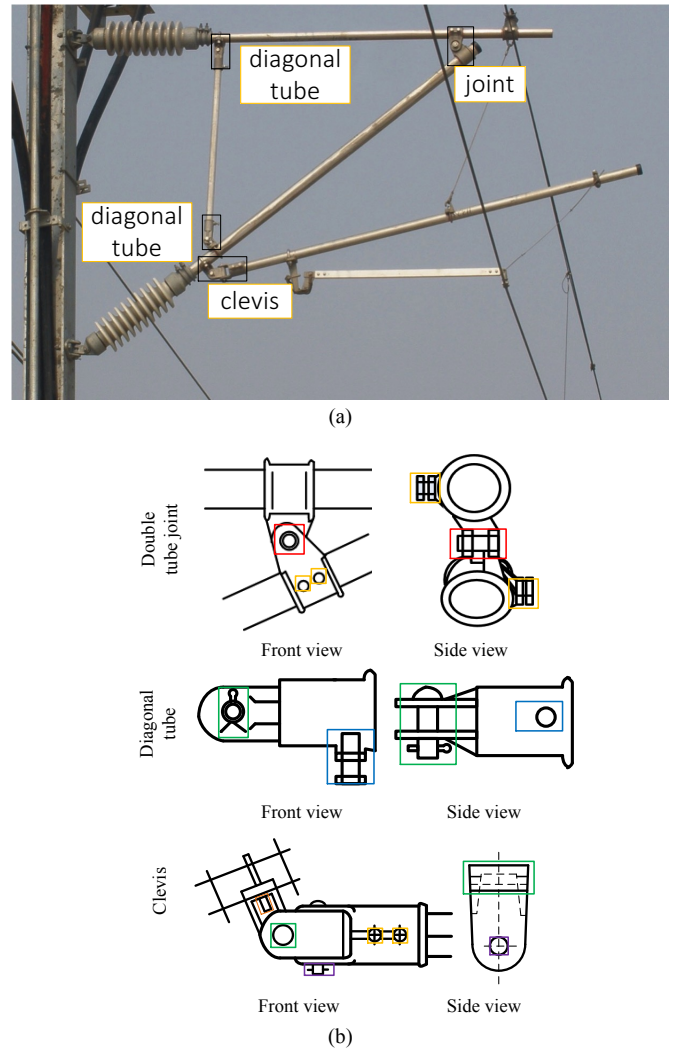 diagonal
tube
joint
diagonal
tube
clevis
(a)
Double
tube joint
Front view
Side view
Diagonal
tube
Front view
Side view
Clevis
Front view
Side view
(b)